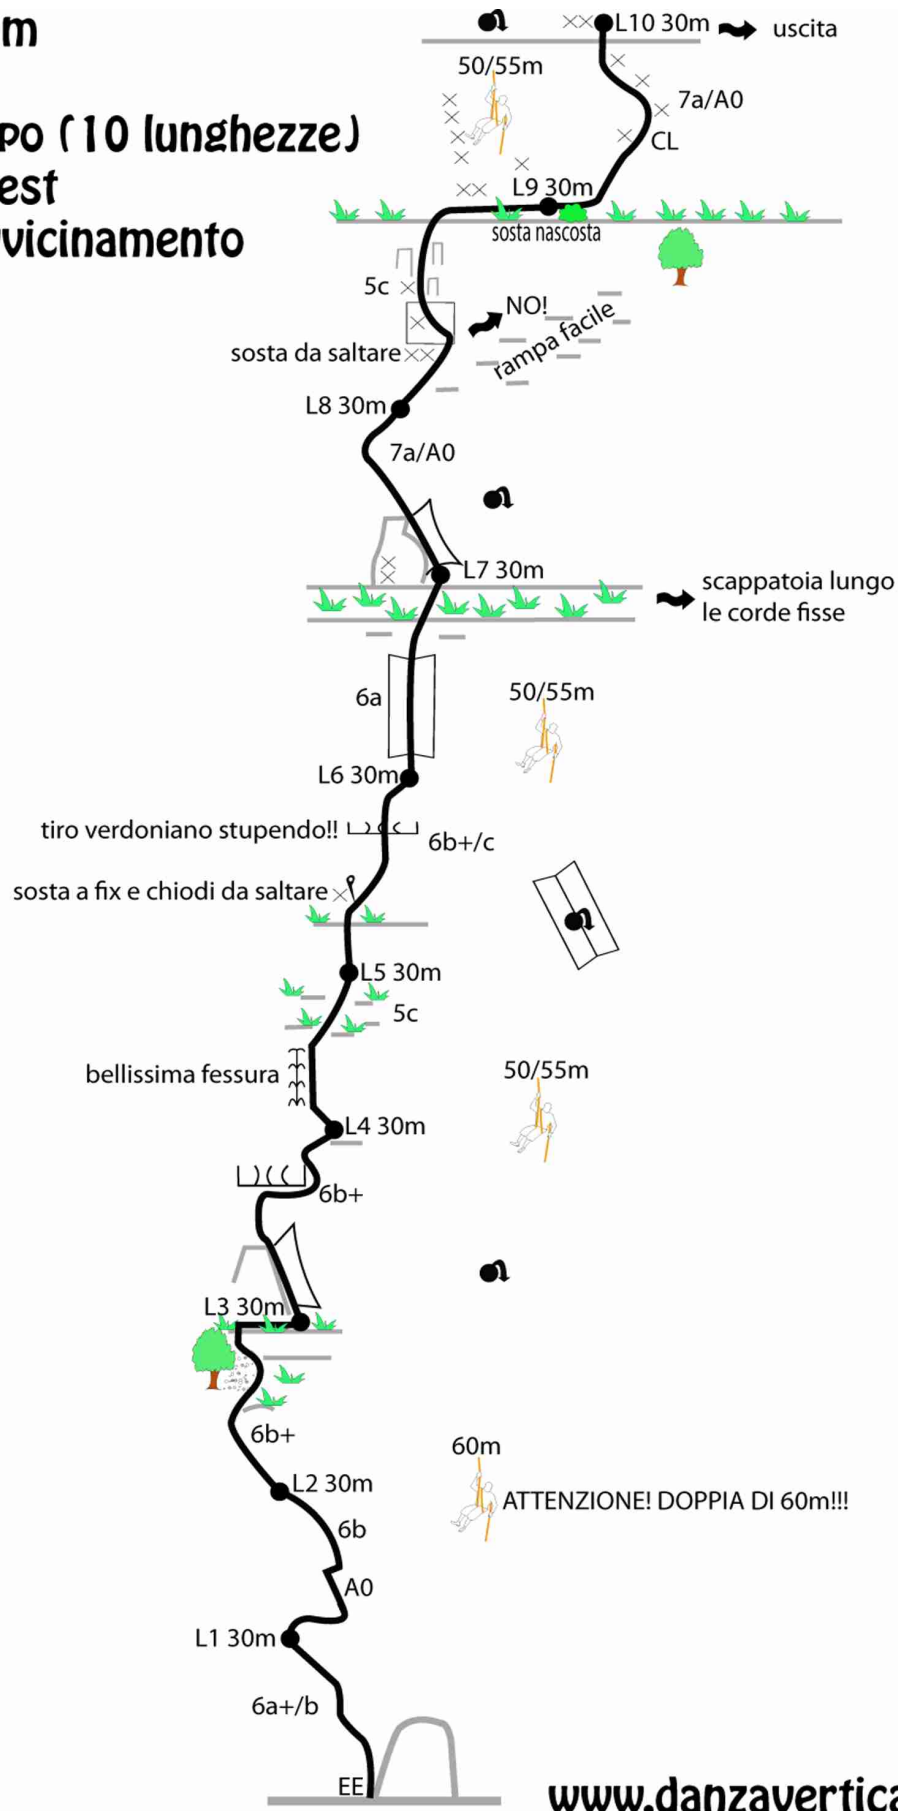 m
L10 30m
uscita
50/55m
7a/A0
po (10 lunghezze)
CL
est
L9 30m
vicinamento
sosta nascosta
5c
NO!
rampa facile
sosta da saltare
L8 30m
7a/A0
L7 30m
scappatoia lungo
le corde fisse
6a
50/55m
L6 30m
tiro verdoniano stupendo!!
6b+/c
sosta a fix e chiodi da saltare
L5 30m
5c
bellissima fessura
50/55m
L4 30m
6b+
L3 30m
6b+
60m
L2 30m
ATTENZIONE! DOPPIA DI 60m!!!
6b
A0
L1 30m
6a+/b
EE
www.danzavertica